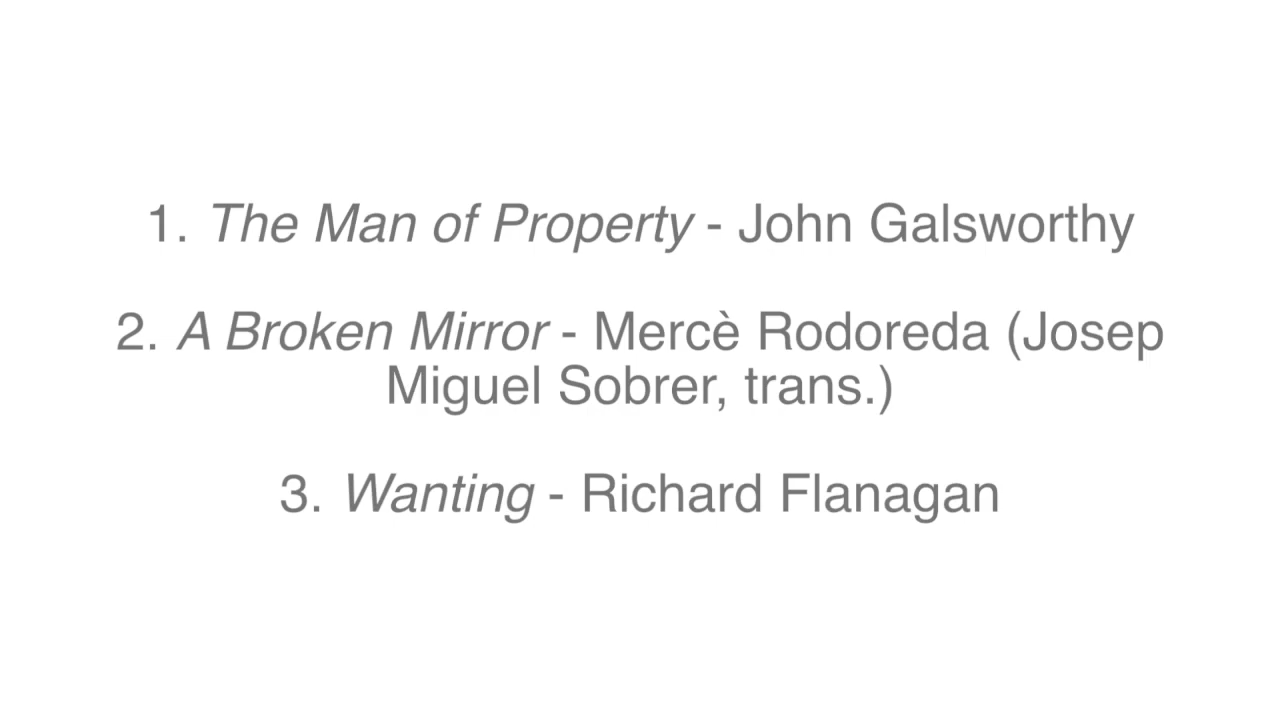 1. The Man of Property - John Galsworthy
2. A Broken Mirror - Mercè Rodoreda (Josep
Miguel Sobrer, trans.)
3. Wanting - Richard Flanagan